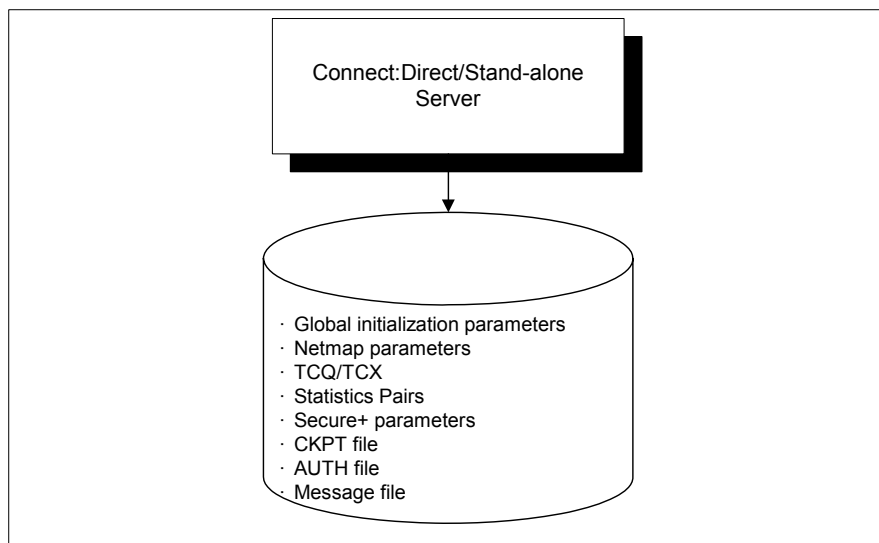 Connect:Direct/Stand-alone
Server
· Global initialization parameters
· Netmap parameters
· TCQ/TCX
· Statistics Pairs
· Secure+ parameters
· CKPT file
· AUTH file
· Message file